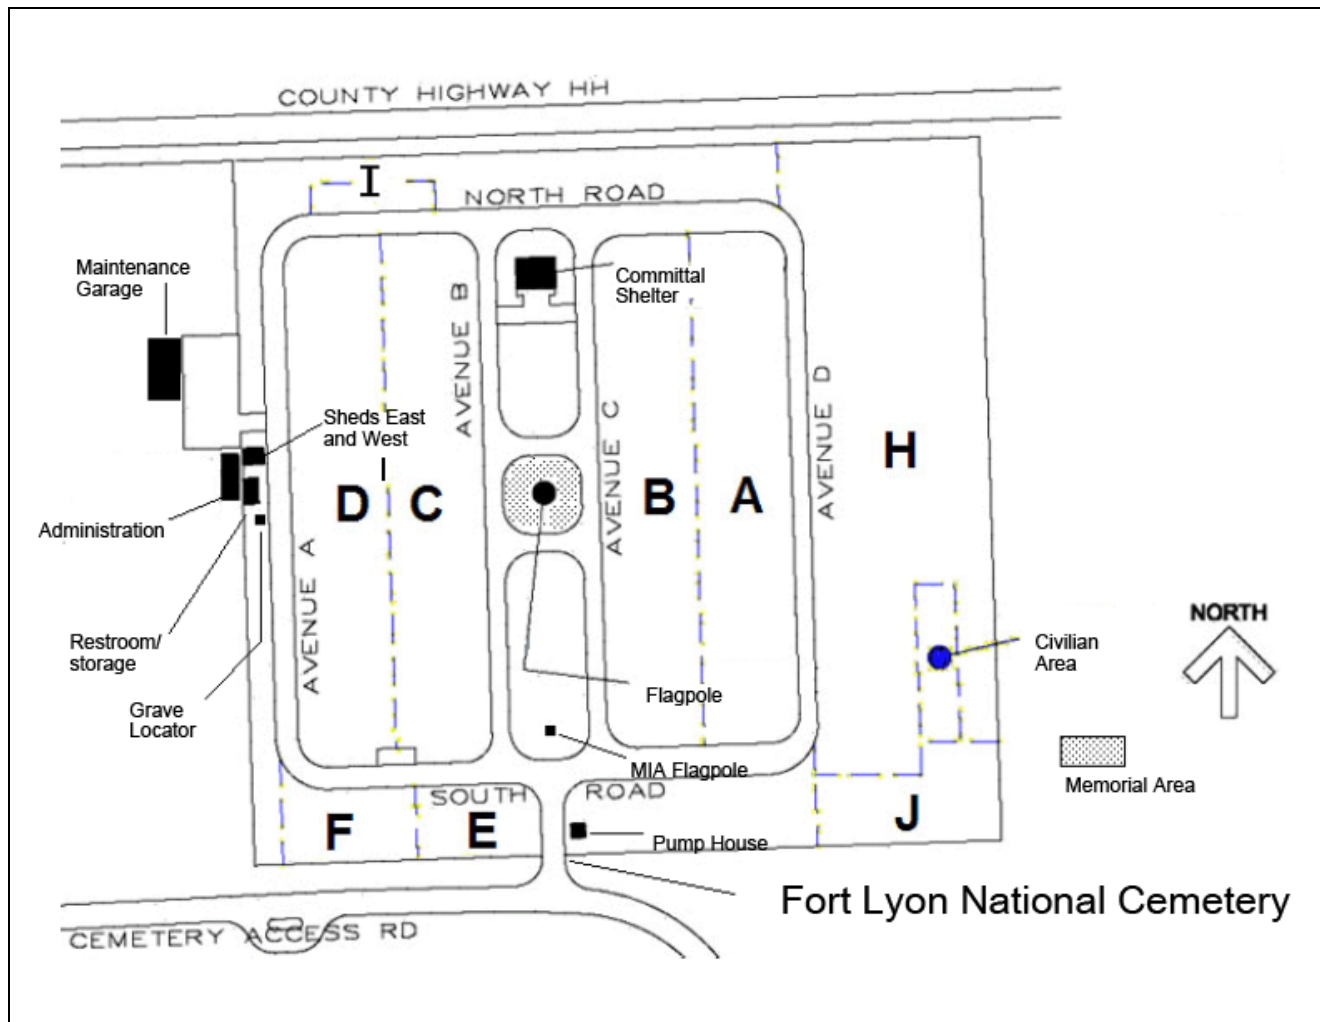 COUNTY HIGHWAY HH
I
NORTH ROAD
Maintenance
Garage
Committal
Shelter
AVENUE B
AVENUE C
AVENUE D
Sheds East
and West
H
D
C
B
A
Administration
AVENUE A
Restroom/
storage
Grave
Locator
NORTH
Civilian
Area
Flagpole
MIA Flagpole
Memorial Area
SOUTH ROAD
F
E
J
Pump House
Fort Lyon National Cemetery
CEMETERY ACCESS RD